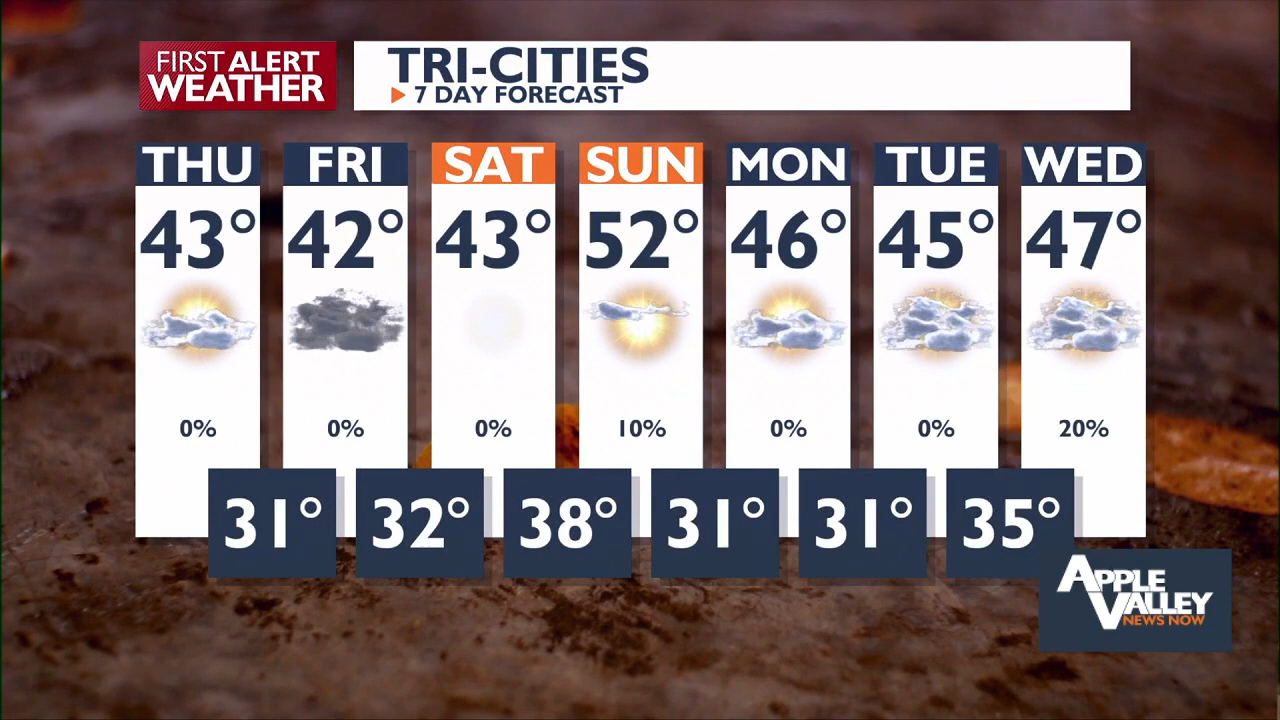 FIRST ALERT
WEATHER
TRI-CITIES
7 DAY FORECAST
THU FRI SAT SUN MON TUE WED
43° 42° 43° 52° 46° 45° 47°
0% 0% 0% 10% 0% 0% 20%
31° 32° 38° 31° 31° 35°
APPLE
VALLEY
NEWS NOW